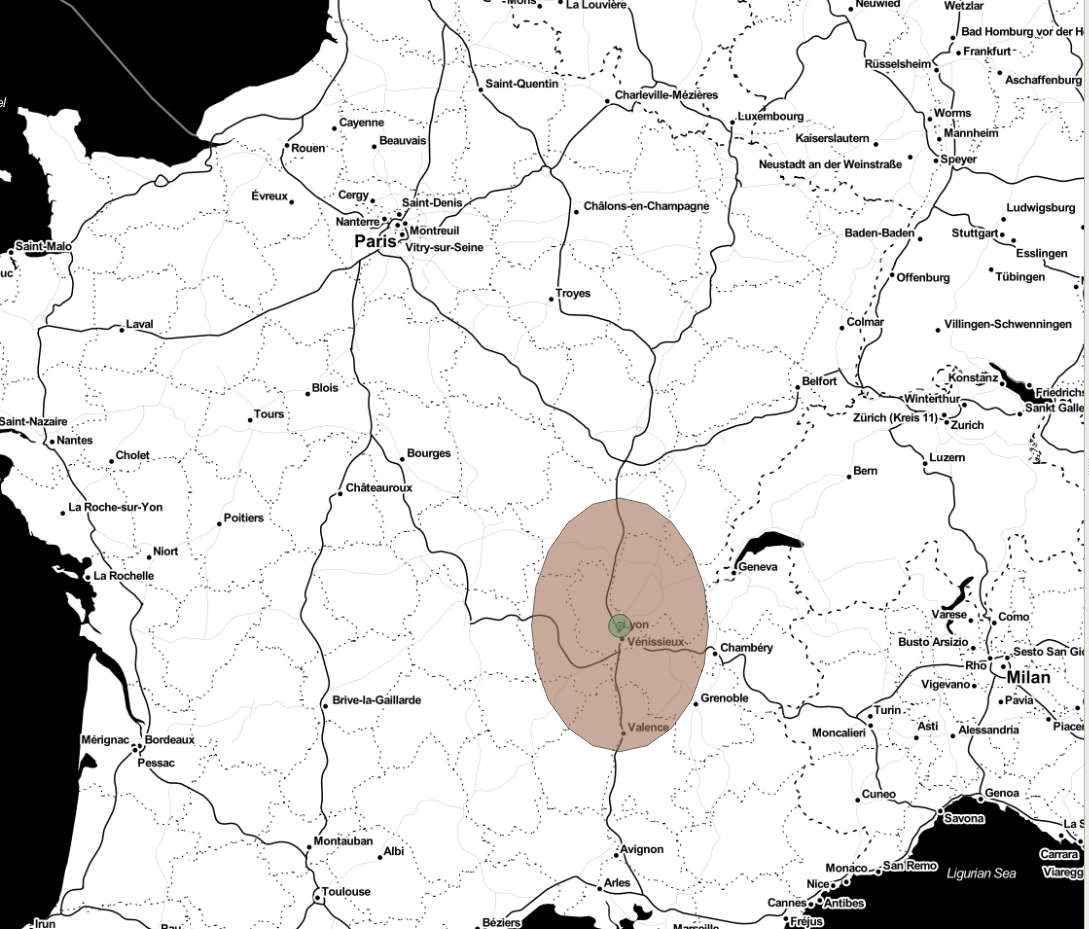 Mons
La Louvière
Neuwied
Wetzlar
Bad Homburg vor der H
Frankfurt
Rüsselsheim
Aschaffenburg
Saint-Quentin
Charleville-Mézières
el
Cayenne
Luxembourg
Worms
Kaiserslautern
Mannheim
Rouen
Beauvais
Neustadt an der Weinstraße
Speyer
Évreux
Cergy
Saint-Denis
Châlons-en-Champagne
Ludwigsburg
Nanterre
Montreuil
Baden-Baden
Stuttgart
Paris
Vitry-sur-Seine
Saint-Malo
Esslingen
uc
Offenburg
Tübingen
Troyes
Laval
Colmar
Villingen-Schwenningen
Blois
Belfort
Konstanz
Friedrichs
Winterthur
Sankt Galle
Saint-Nazaire
Tours
Zürich (Kreis 11)
Zurich
Nantes
Cholet
Bourges
Luzern
Bern
Châteauroux
La Roche-sur-Yon
Poitiers
Niort
Geneva
La Rochelle
Varese
Como
Lyon
Vénissieux
Busto Arsizio
Chambéry
Sesto San Gio
Rho
Milan
Vigevano
Brive-la-Gaillarde
Grenoble
Pavia
Turin
Valence
Asti
Alessandria
Piacen
Moncalieri
Mérignac
Bordeaux
Pessac
Cuneo
Genoa
Savona
La S
Montauban
Albi
Avignon
Carrara
Monaco
San Remo
Ligurian Sea
Viaregg
Toulouse
Arles
Nice
Cannes
Antibes
Irun
Pau
Béziers
Marseille
Fréjus